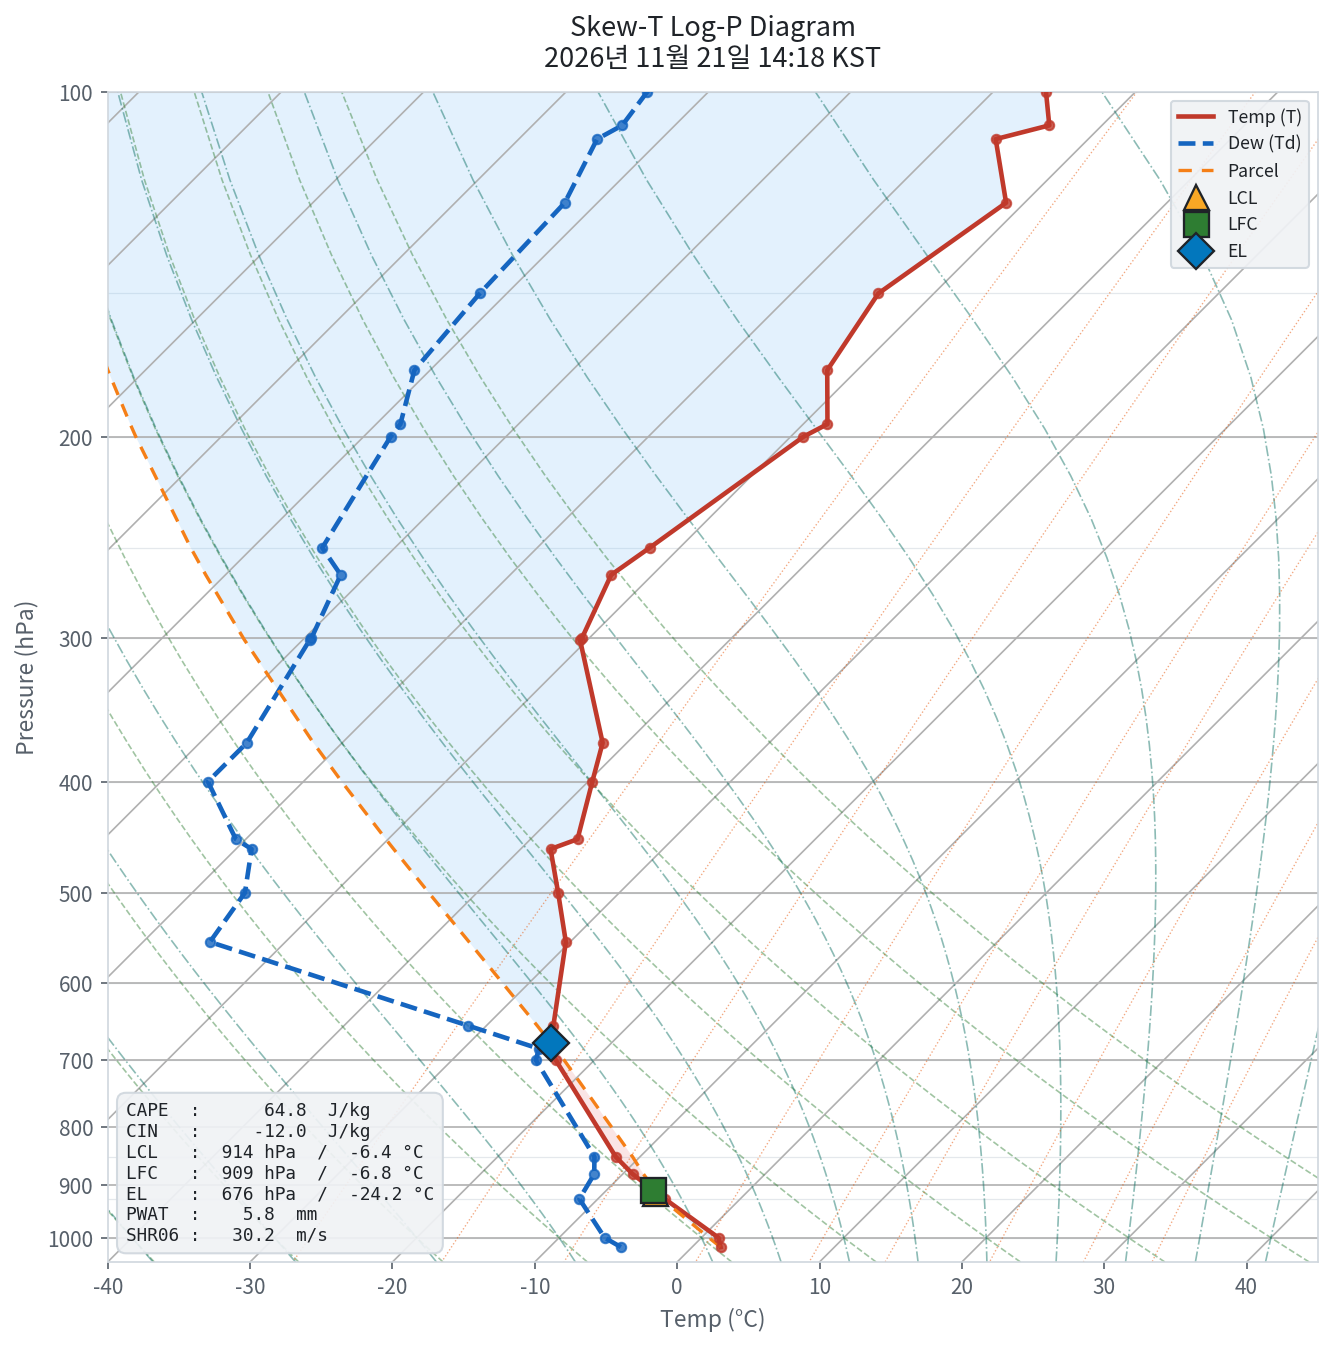 Skew-T Log-P Diagram
2026년 11월 21일 14:18 KST
Temp (T)
Dew (Td)
Parcel
LCL
LFC
EL
Pressure (hPa)
100
200
300
400
500
600
700
800
900
1000
CAPE : 64.8 J/kg
CIN : -12.0 J/kg
LCL : 914 hPa / -6.4 °C
LFC : 909 hPa / -6.8 °C
EL : 676 hPa / -24.2 °C
PWAT : 5.8 mm
SHR06 : 30.2 m/s
-40 -30 -20 -10 0 10 20 30 40
Temp (°C)